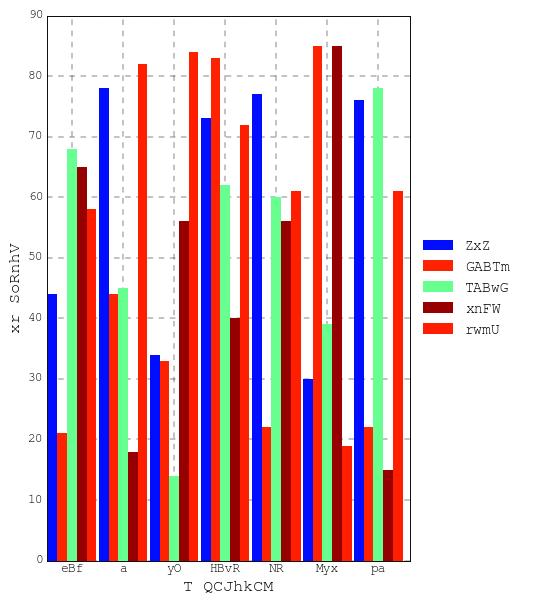 90
80
70
60
50
40
30
20
10
0
xr SoRnhV
eBf a yO HBvR NR Myx pa
T QCJhkCM
ZxZ
GABTm
TABwG
xnFW
rwmU